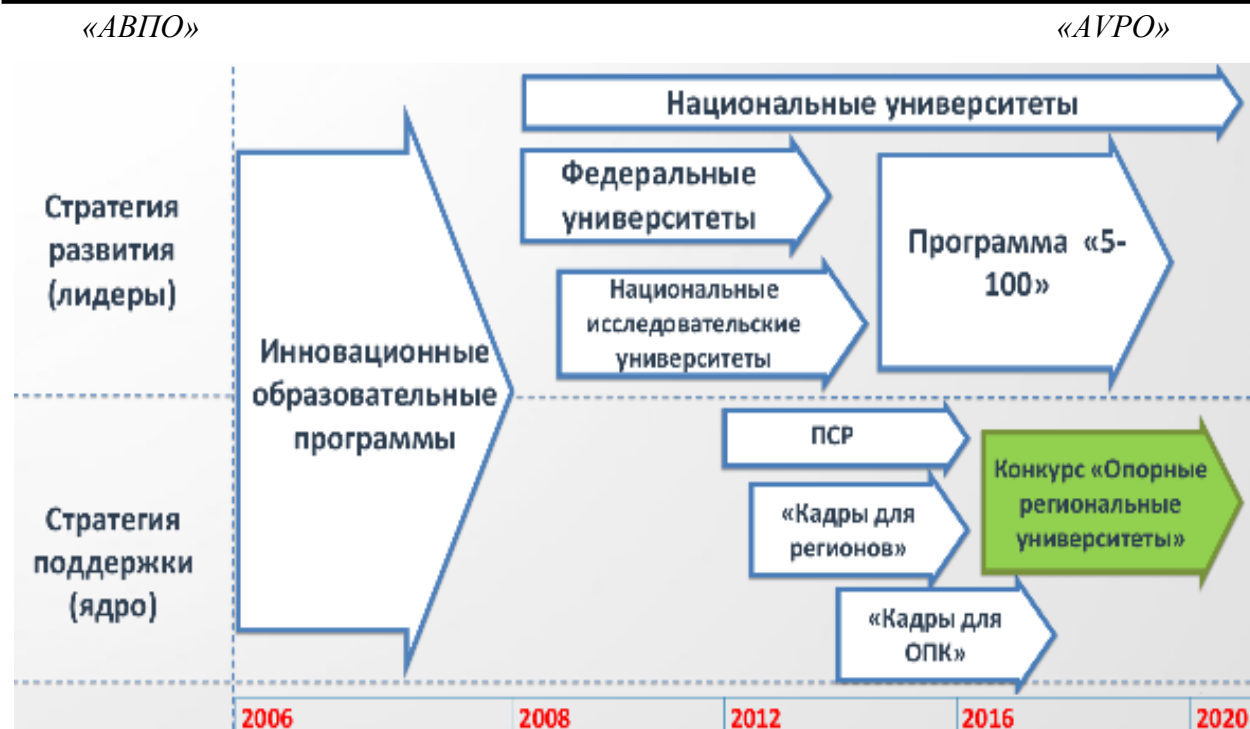 «АВПО»
«AVPO»
Национальные университеты
Федеральные
университеты
Национальные
исследовательские
университеты
Программа «5-
100»
Стратегия
развития
(лидеры)
Инновационные
образовательные
программы
ПСР
«Кадры для
регионов»
«Кадры для
ОПК»
Конкурс «Опорные
региональные
университеты»
Стратегия
поддержки
(ядро)
2006
2008
2012
2016
2020